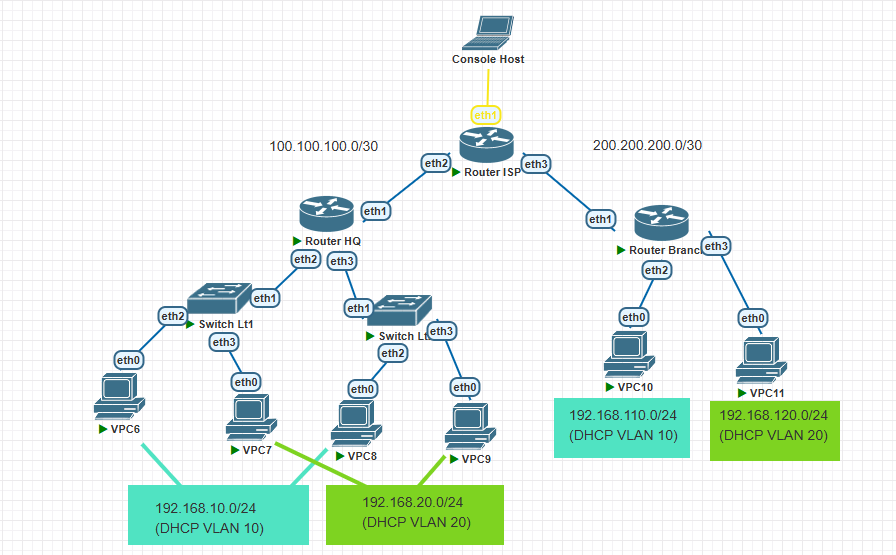 Console Host
eth1
100.100.100.0/30
200.200.200.0/30
eth2
Router ISP
eth3
eth1
Router HQ
eth1
Router Branch
eth2
eth3
eth3
eth2
eth1
eth2
Switch Lt1
eth1
Switch Lt
eth3
eth3
eth2
eth0
eth0
eth0
eth0
eth0
eth0
VPC6
VPC7
VPC8
VPC9
VPC10
VPC11
192.168.110.0/24
(DHCP VLAN 10)
192.168.120.0/24
(DHCP VLAN 20)
192.168.10.0/24
(DHCP VLAN 10)
192.168.20.0/24
(DHCP VLAN 20)